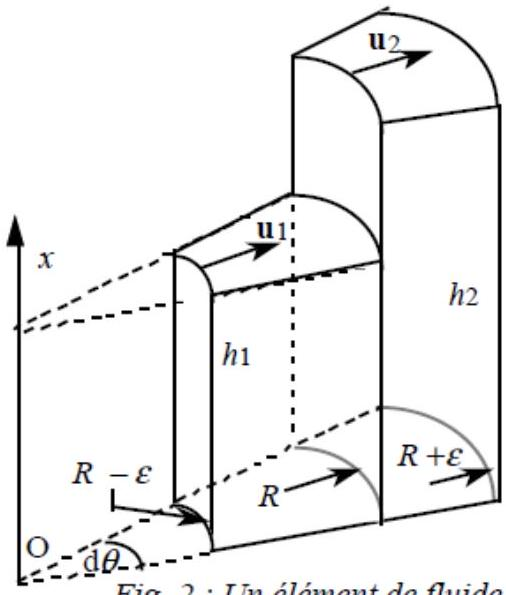 u2
x
u1
h2
h1
R – ε
R
R +ε
O
dθ
Fig. 2 : Un élément de fluide